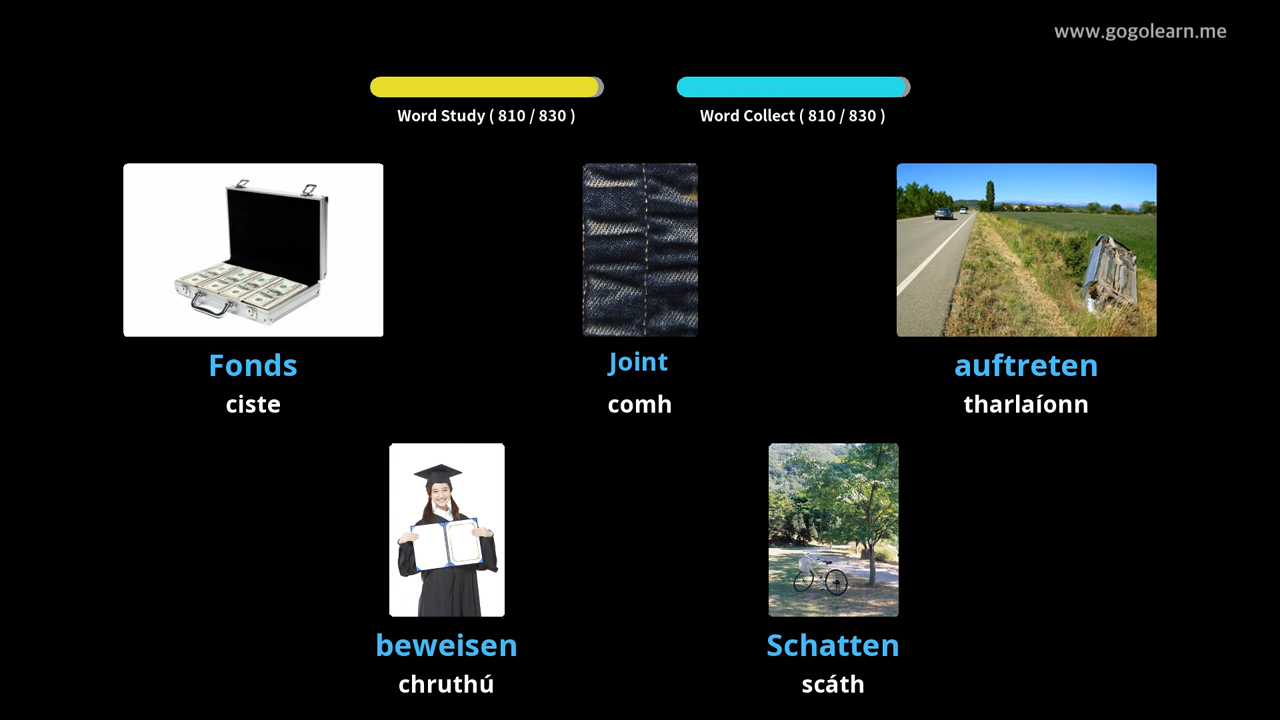 www.gogolearn.me
Word Study ( 810 / 830 )
Word Collect ( 810 / 830 )
Fonds
ciste
Joint
comh
auftreten
tharlaíonn
beweisen
chruthú
Schatten
scáth